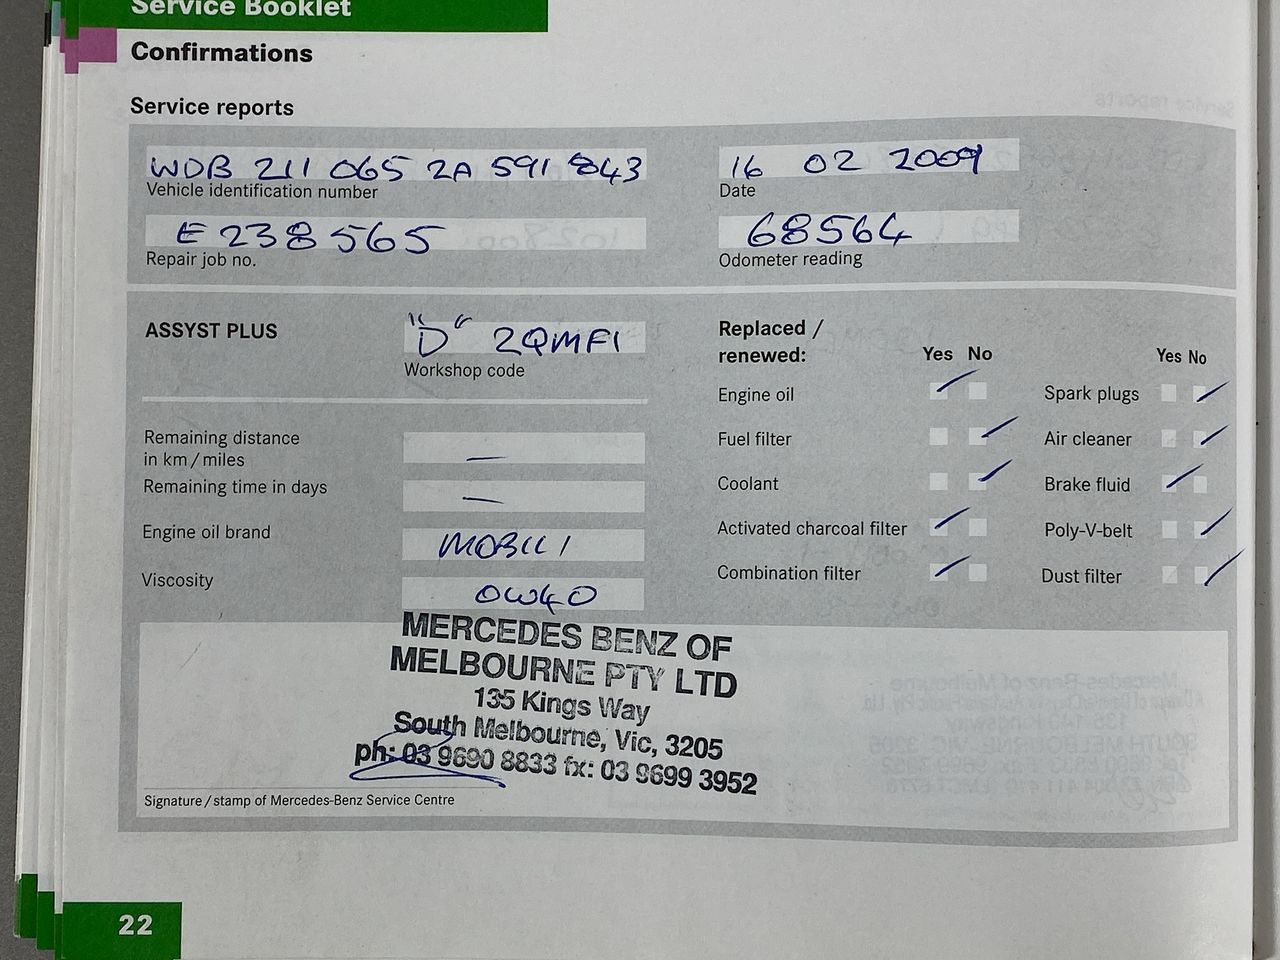 Service Booklet
Confirmations
Service reports
WDB 211 065 2A 591 843
Vehicle identification number
16 02 2009
Date
E238565
Repair job no.
68564
Odometer reading
ASSYST PLUS
"D" 2QMF1
Workshop code
Remaining distance
in km/miles
—
Remaining time in days
—
Engine oil brand
MOBIL 1
Viscosity
0W40
Replaced /
renewed:
Yes No
Engine oil
Fuel filter
Coolant
Activated charcoal filter
Combination filter
Yes No
Spark plugs
Air cleaner
Brake fluid
Poly-V-belt
Dust filter
MERCEDES BENZ OF
MELBOURNE PTY LTD
135 Kings Way
South Melbourne, Vic, 3205
ph: 03 9690 8833 fx: 03 9699 3952
Signature/stamp of Mercedes-Benz Service Centre
22